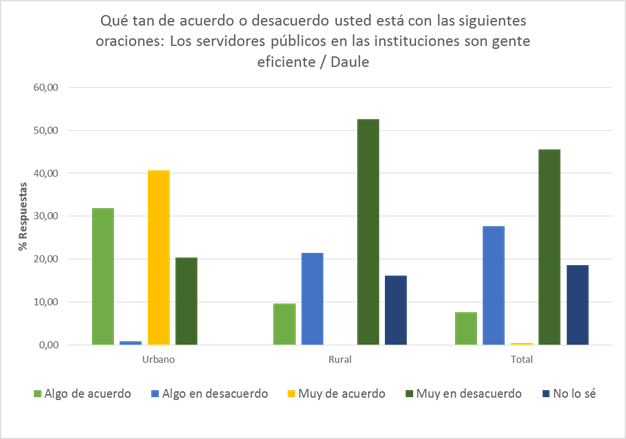 Qué tan de acuerdo o desacuerdo usted está con las siguientes
oraciones: Los servidores públicos en las instituciones son gente
eficiente / Daule
60,00
50,00
40,00
30,00
20,00
10,00
0,00
% Respuestas
Urbano
Rural
Total
Algo de acuerdo
Algo en desacuerdo
Muy de acuerdo
Muy en desacuerdo
No lo sé